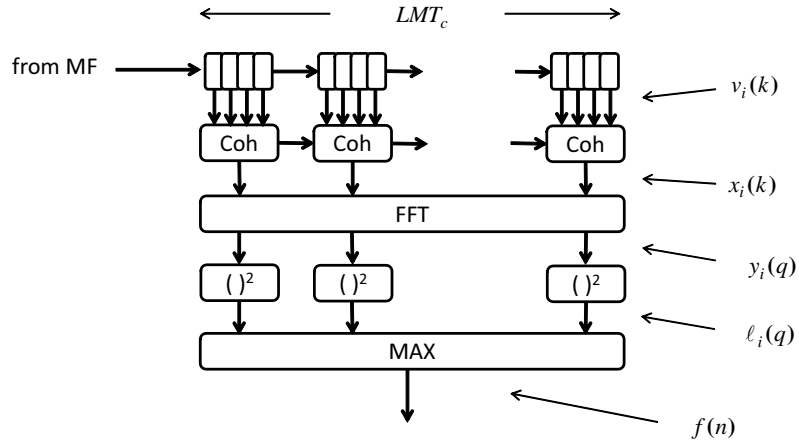 LMT_c
from MF
v_i(k)
Coh Coh Coh
x_i(k)
FFT
y_i(q)
( )² ( )² ( )²
ℓ_i(q)
MAX
f(n)